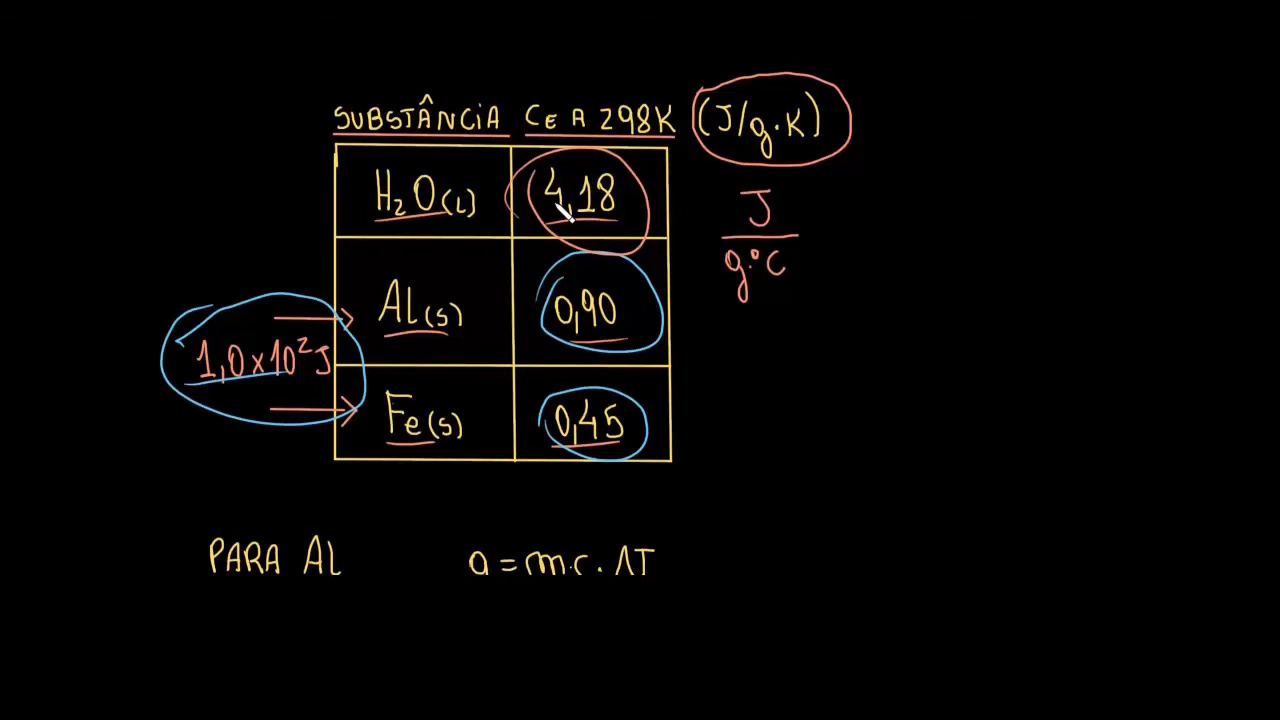 SUBSTÂNCIA CE A 298K (J/g·K)
H₂O(L) 4,18
J
g·°C
Al(s) 0,90
1,0x10²J
Fe(s) 0,45
PARA AL Q = m.c. ΔT